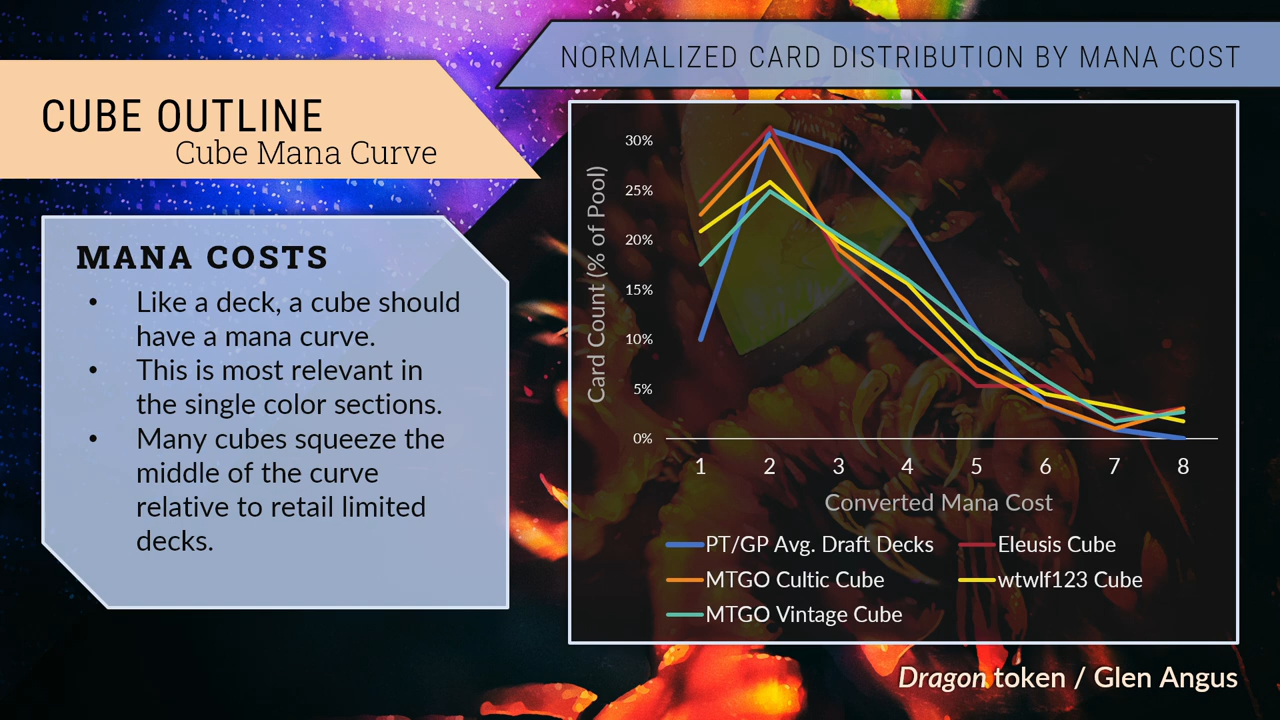 NORMALIZED CARD DISTRIBUTION BY MANA COST
CUBE OUTLINE
Cube Mana Curve
MANA COSTS
• Like a deck, a cube should
have a mana curve.
• This is most relevant in
the single color sections.
• Many cubes squeeze the
middle of the curve
relative to retail limited
decks.
Card Count (% of Pool)
30%
25%
20%
15%
10%
5%
0%
1 2 3 4 5 6 7 8
Converted Mana Cost
PT/GP Avg. Draft Decks Eleusis Cube
MTGO Cultic Cube wtwlf123 Cube
MTGO Vintage Cube
Dragon token / Glen Angus